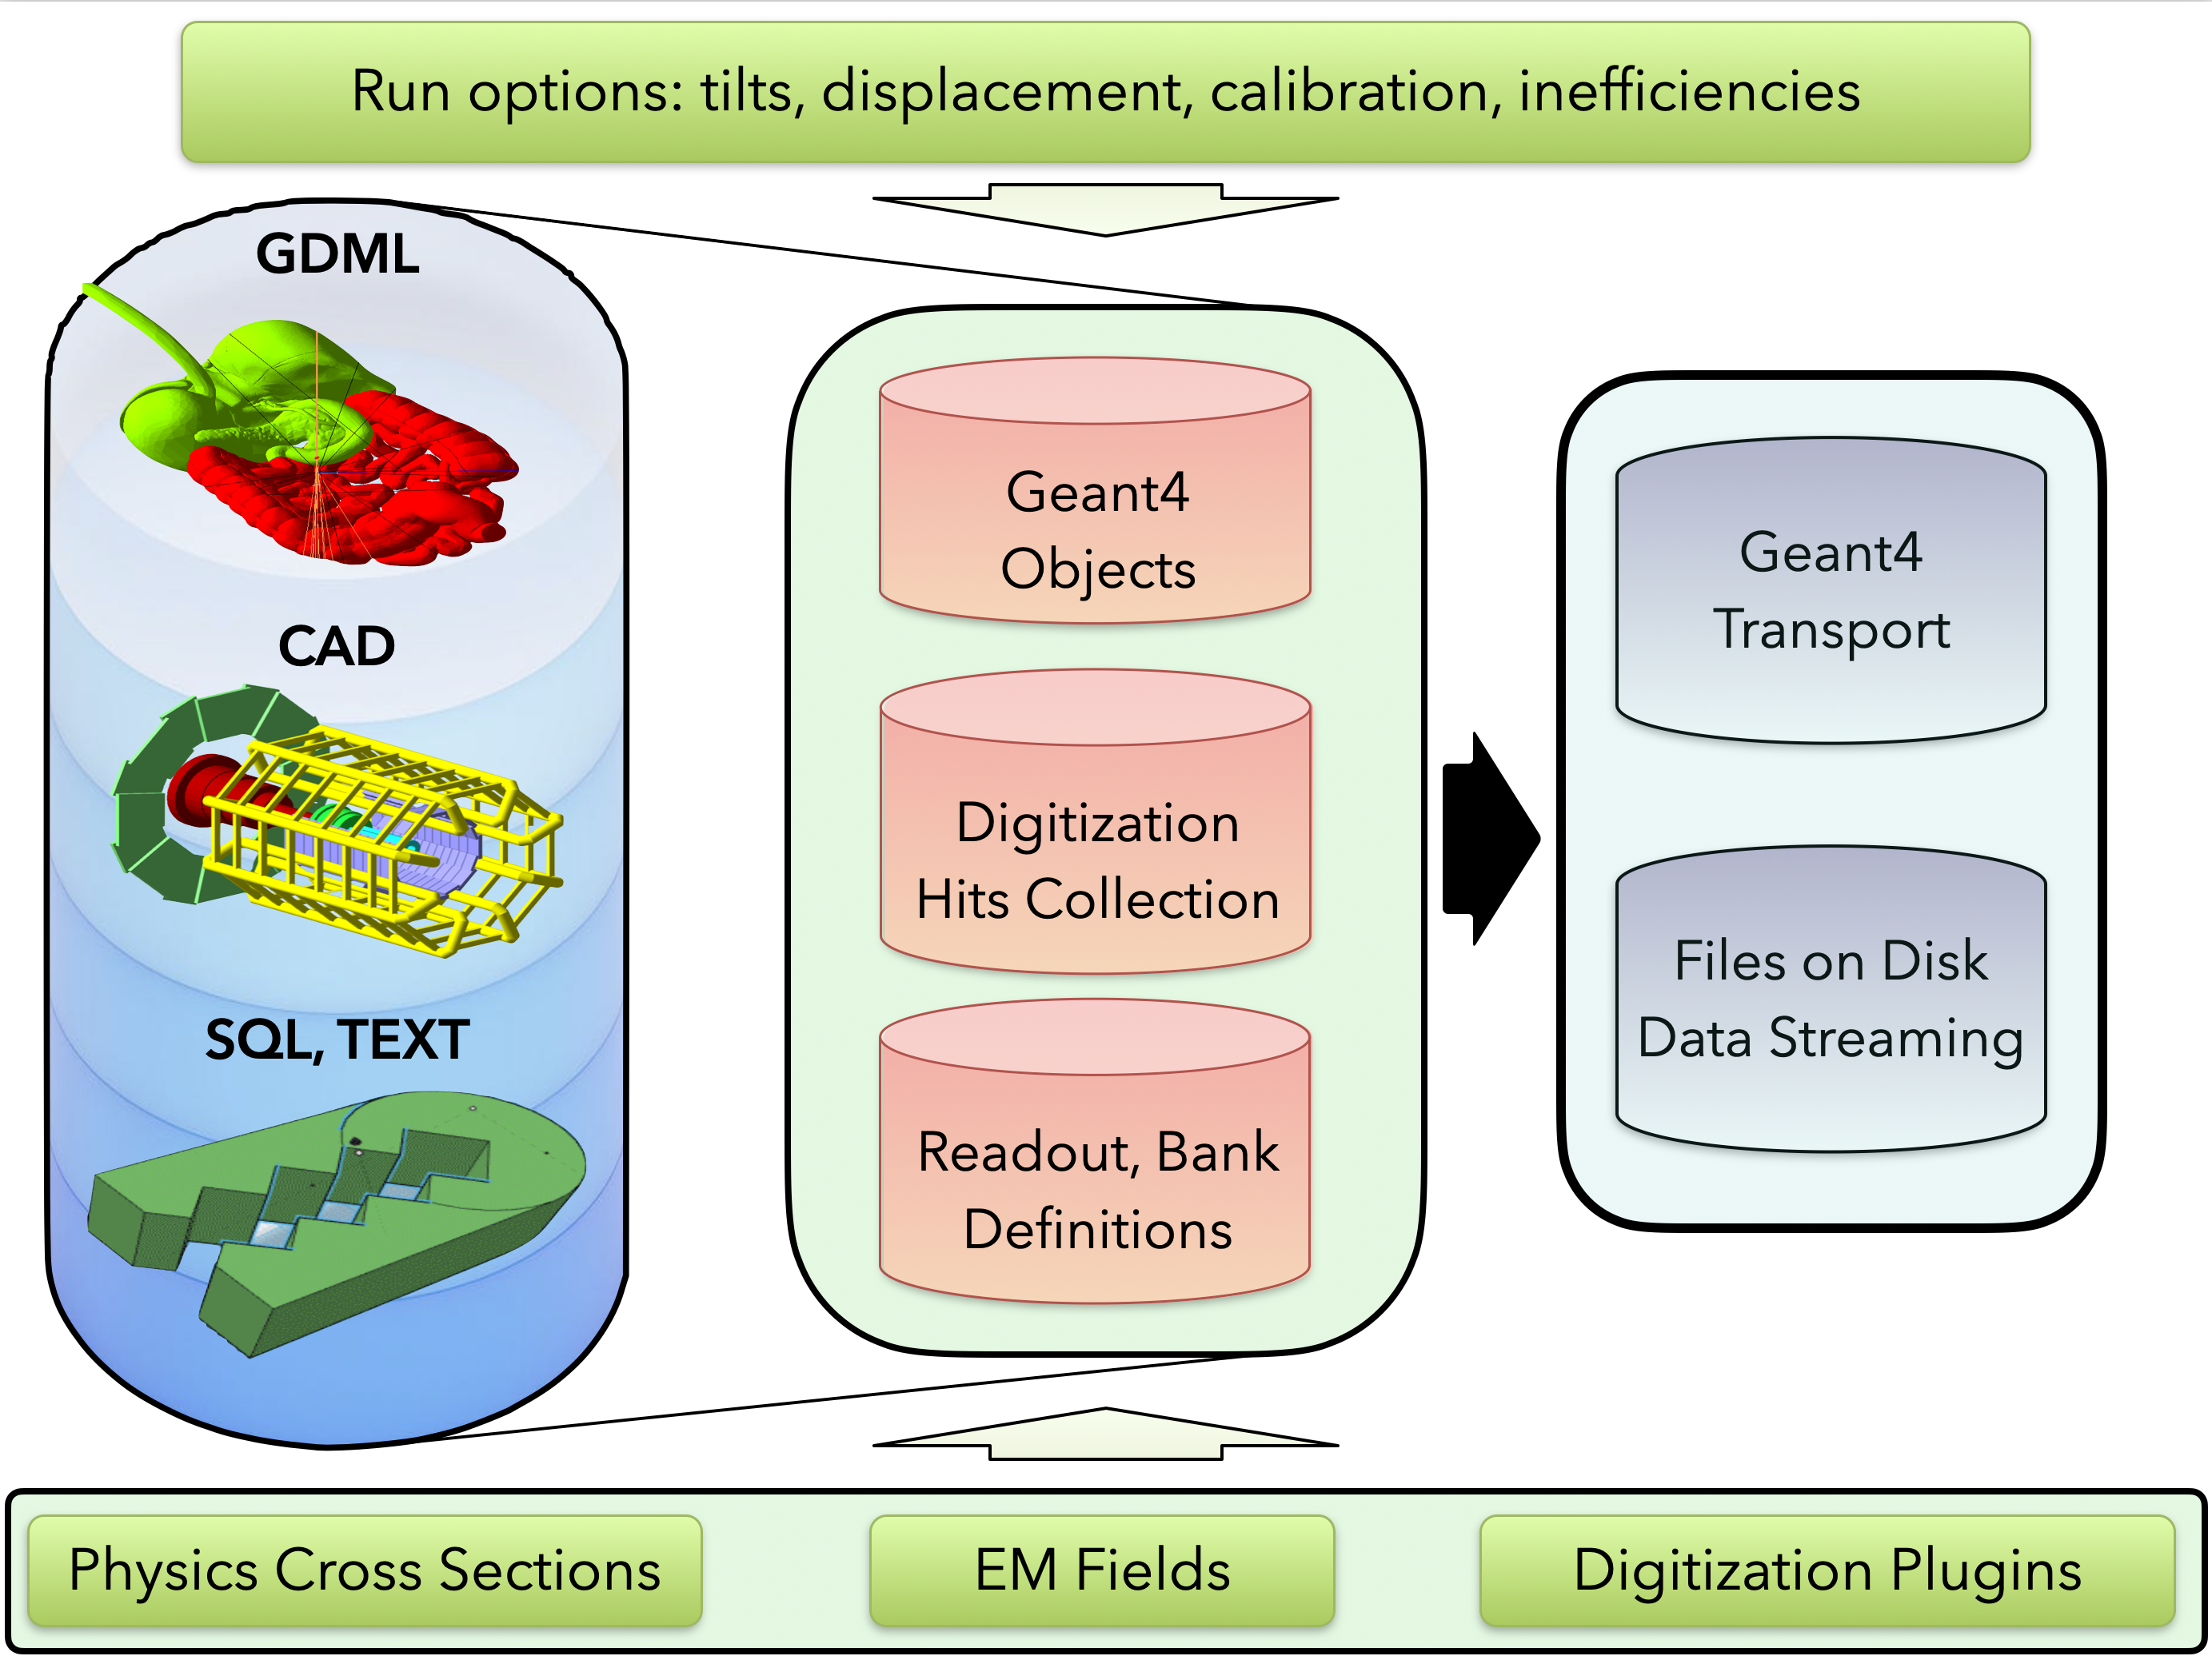 Run options: tilts, displacement, calibration, inefficiencies
GDML
CAD
SQL, TEXT
Geant4
Objects
Digitization
Hits Collection
Readout, Bank
Definitions
Geant4
Transport
Files on Disk
Data Streaming
Physics Cross Sections
EM Fields
Digitization Plugins